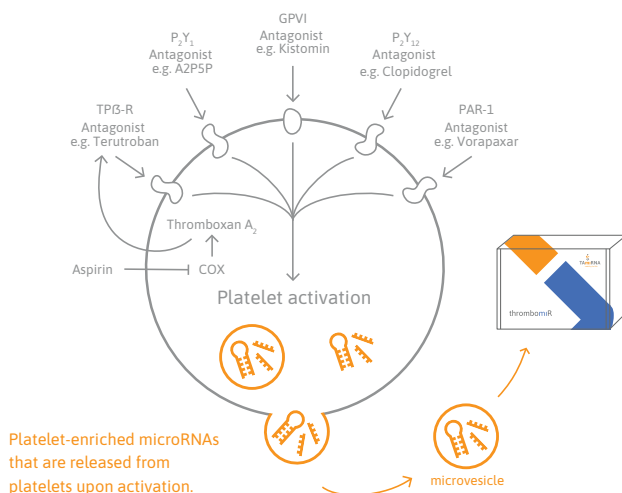 GPVI
Antagonist
e.g. Kistomin
P₂Y₁
Antagonist
e.g. A2P5P
P₂Y₁₂
Antagonist
e.g. Clopidogrel
TPß-R
Antagonist
e.g. Terutroban
PAR-1
Antagonist
e.g. Vorapaxar
Thromboxan A₂
Aspirin
COX
Platelet activation
TAmiRNA
thrombomiR
Platelet-enriched microRNAs
that are released from
platelets upon activation.
microvesicle